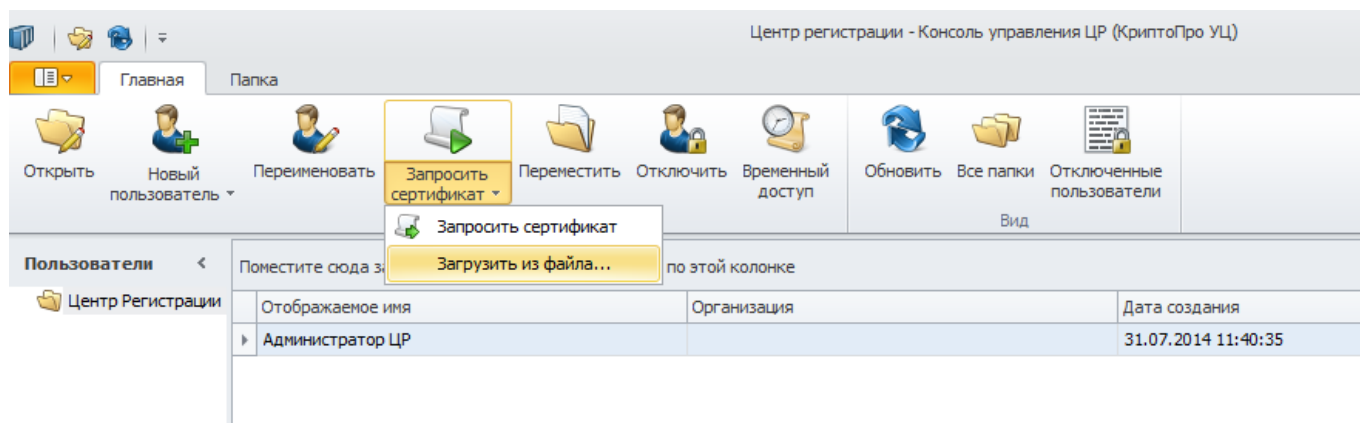 Центр регистрации - Консоль управления ЦР (КриптоПро УЦ)
Главная Папка
Открыть Новый пользователь Переименовать Запросить сертификат Переместить Отключить Временный доступ Обновить Все папки Отключенные пользователи
Вид
Запросить сертификат
Загрузить из файла...
Пользователи
Поместите сюда по этой колонке
Центр Регистрации
Отображаемое имя Организация Дата создания
Администратор ЦР 31.07.2014 11:40:35